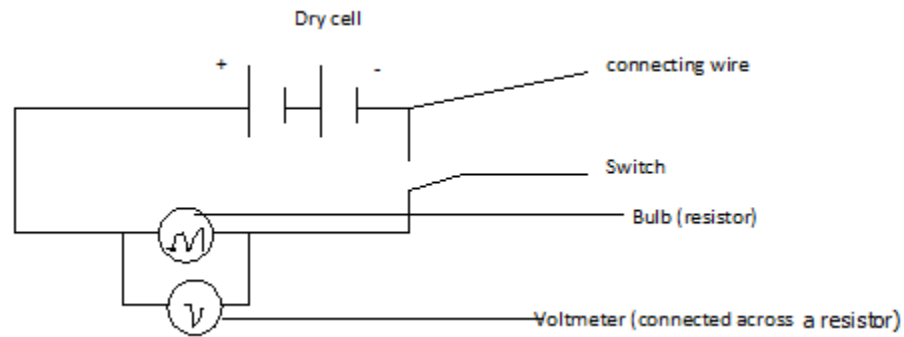 Dry cell
+
-
connecting wire
Switch
Bulb (resistor)
Voltmeter (connected across a resistor)
V